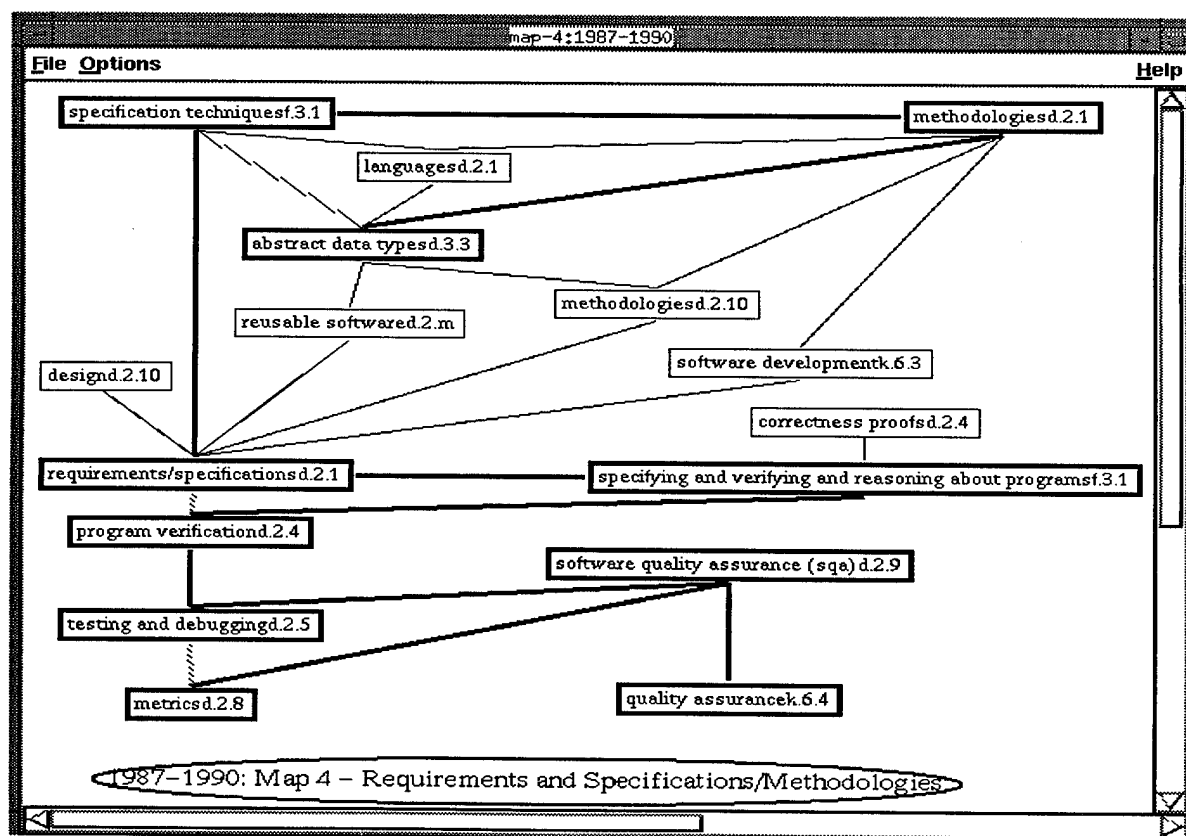 map-4:1987-1990
File Options
Help
specification techniquesf.3.1
methodologiesd.2.1
languagesd.2.1
abstract data typesd.3.3
methodologiesd.2.10
reusable softwared.2.m
software developmentk.6.3
designd.2.10
correctness proofsd.2.4
requirements/specificationsd.2.1
specifying and verifying and reasoning about programsf.3.1
program verificationd.2.4
software quality assurance (sqa)d.2.9
testing and debuggingd.2.5
metricsd.2.8
quality assurancek.6.4
1987-1990: Map 4 - Requirements and Specifications/Methodologies